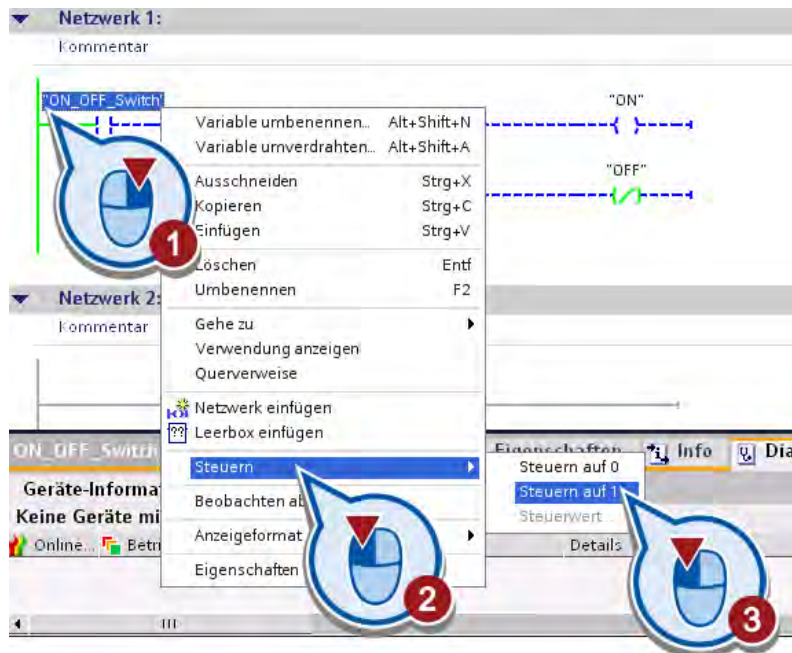 Netzwerk 1:
Kommentar
"ON_OFF_Switch"
"ON"
"OFF"
Variable umbenennen... Alt+Shift+N
Variable umverdrahten... Alt+Shift+A
Ausschneiden Strg+X
Kopieren Strg+C
Einfügen Strg+V
Löschen Entf
Umbenennen F2
Gehe zu
Verwendung anzeigen
Querverweise
Netzwerk einfügen
?? Leerbox einfügen
Steuern
Beobachten ab
Anzeigeformat
Eigenschaften
1
Netzwerk 2:
Kommentar
ON_OFF_Switch
Eigenschaften Info Dia
Steuern auf 0
Steuern auf 1
Steuerwert...
Geräte-Informa
Keine Geräte mi
Online... Betri
Details
2
3